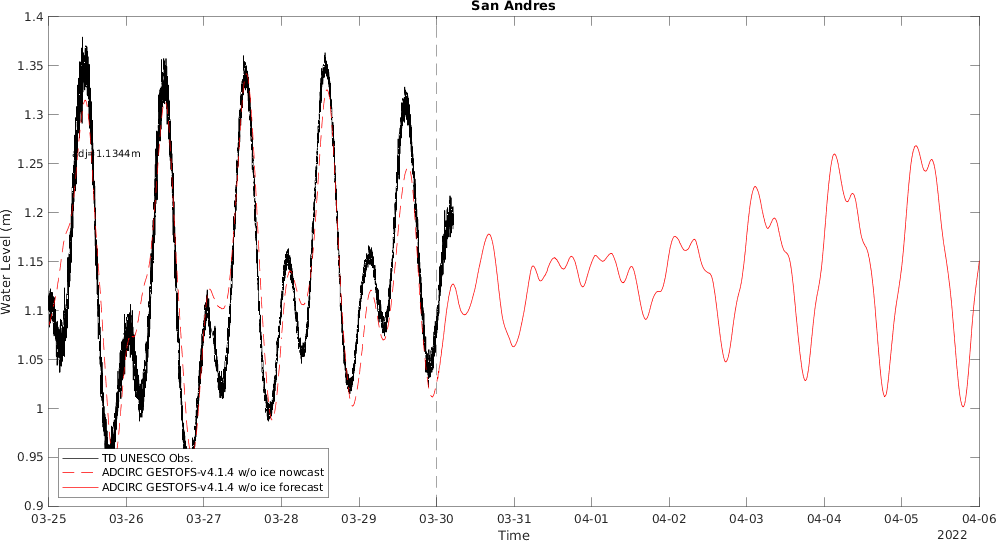 San Andres
1.4
1.35
1.3
1.25
1.2
1.15
1.1
1.05
1
0.95
0.9
Water Level (m)
adj=1.1344m
TD UNESCO Obs.
ADCIRC GESTOFS-v4.1.4 w/o ice nowcast
ADCIRC GESTOFS-v4.1.4 w/o ice forecast
03-25 03-26 03-27 03-28 03-29 03-30 03-31 04-01 04-02 04-03 04-04 04-05 04-06
Time
2022